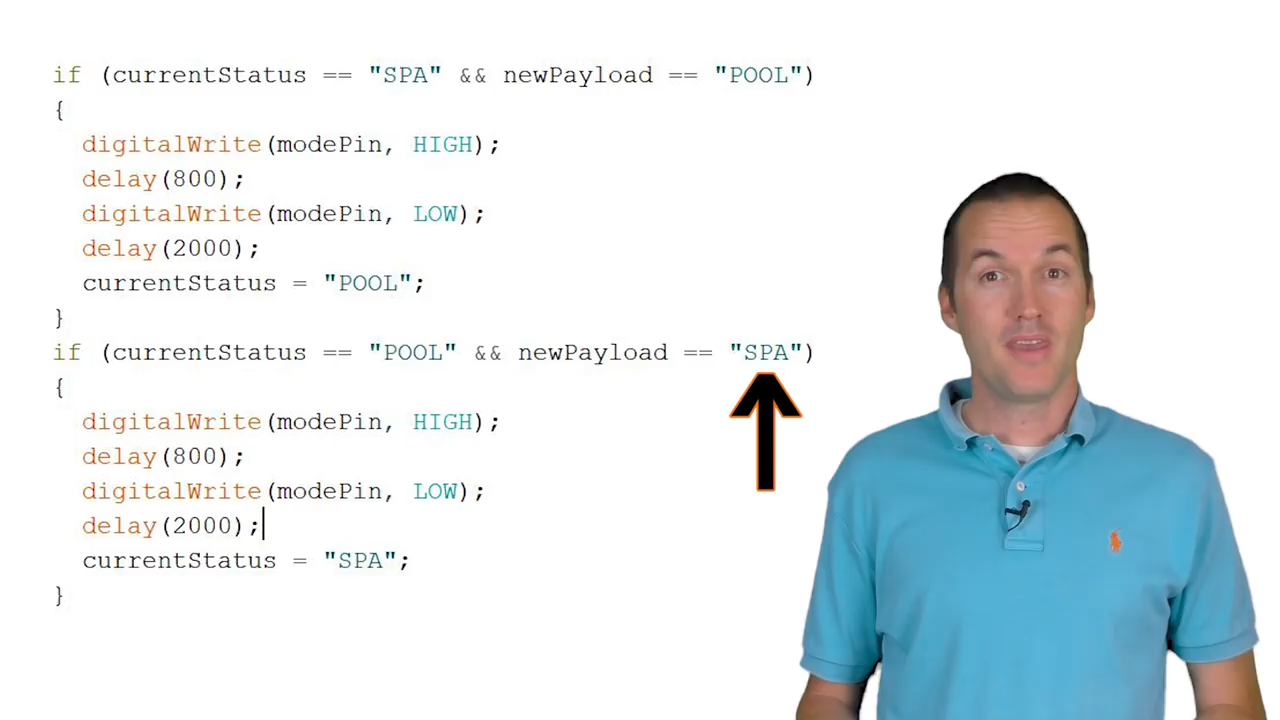 if (currentStatus == "SPA" && newPayload == "POOL")
{
digitalWrite(modePin, HIGH);
delay(800);
digitalWrite(modePin, LOW);
delay(2000);
currentStatus = "POOL";
}
if (currentStatus == "POOL" && newPayload == "SPA")
{
digitalWrite(modePin, HIGH);
delay(800);
digitalWrite(modePin, LOW);
delay(2000);
currentStatus = "SPA";
}